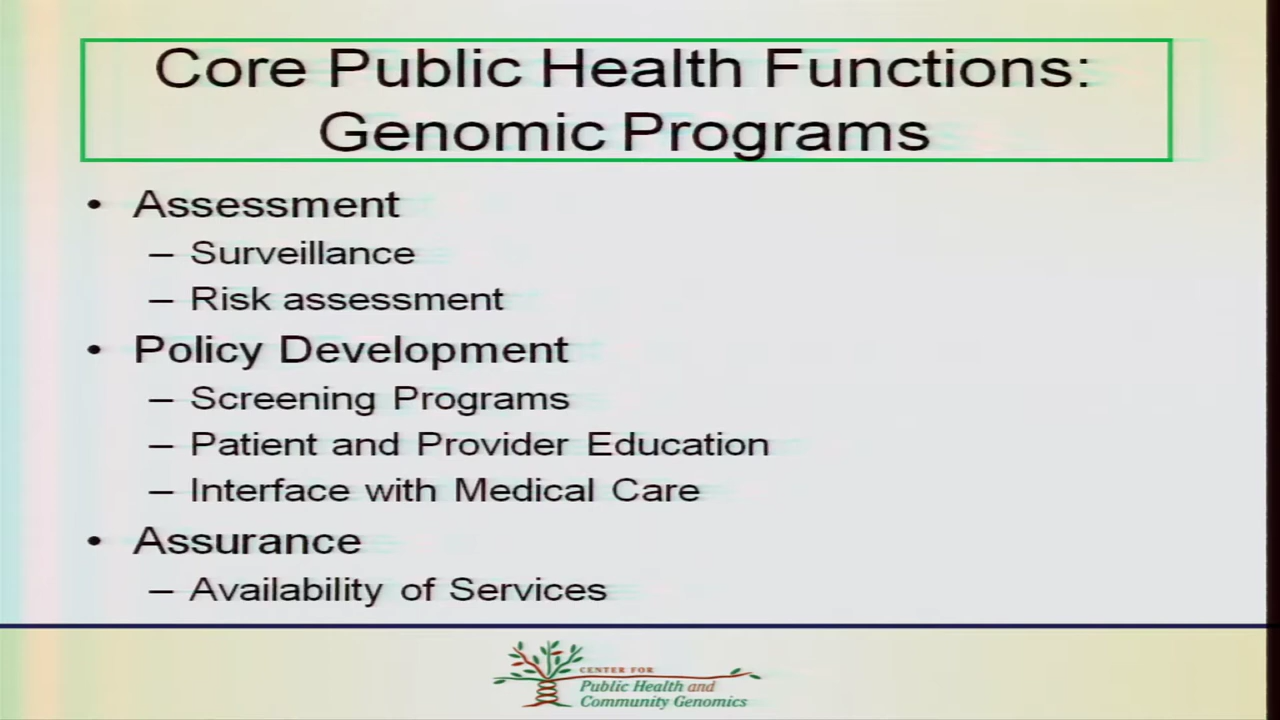 Core Public Health Functions:
Genomic Programs
• Assessment
– Surveillance
– Risk assessment
• Policy Development
– Screening Programs
– Patient and Provider Education
– Interface with Medical Care
• Assurance
– Availability of Services
CENTER FOR
Public Health and
Community Genomics